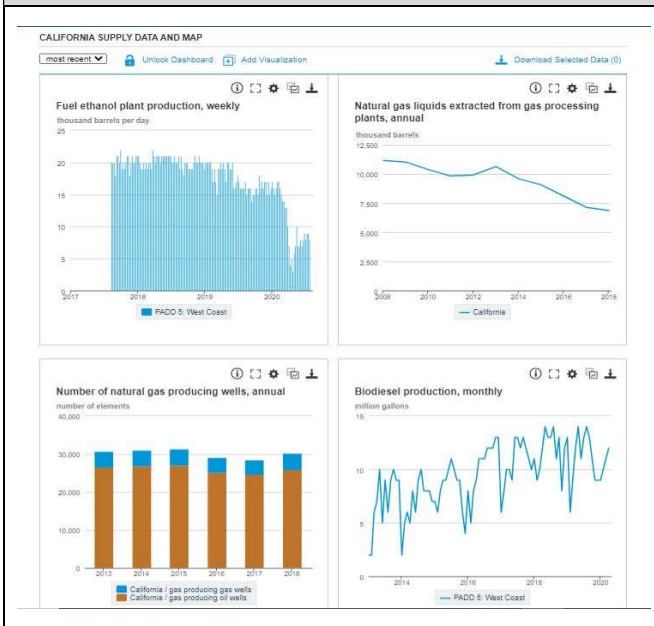 CALIFORNIA SUPPLY DATA AND MAP
most recent Unlock Dashboard Add Visualization Download Selected Data (0)
Fuel ethanol plant production, weekly
thousand barrels per day
25
20
15
10
5
0
2017 2018 2019 2020
PADD 5: West Coast
Natural gas liquids extracted from gas processing
plants, annual
thousand barrels
12,500
10,000
7,500
5,000
2,500
0
2008 2010 2012 2014 2016 2018
California
Number of natural gas producing wells, annual
number of elements
40,000
30,000
20,000
10,000
0
2013 2014 2015 2016 2017 2018
California / gas producing gas wells
California / gas producing oil wells
Biodiesel production, monthly
million gallons
15
10
5
0
2014 2016 2018 2020
PADD 5: West Coast